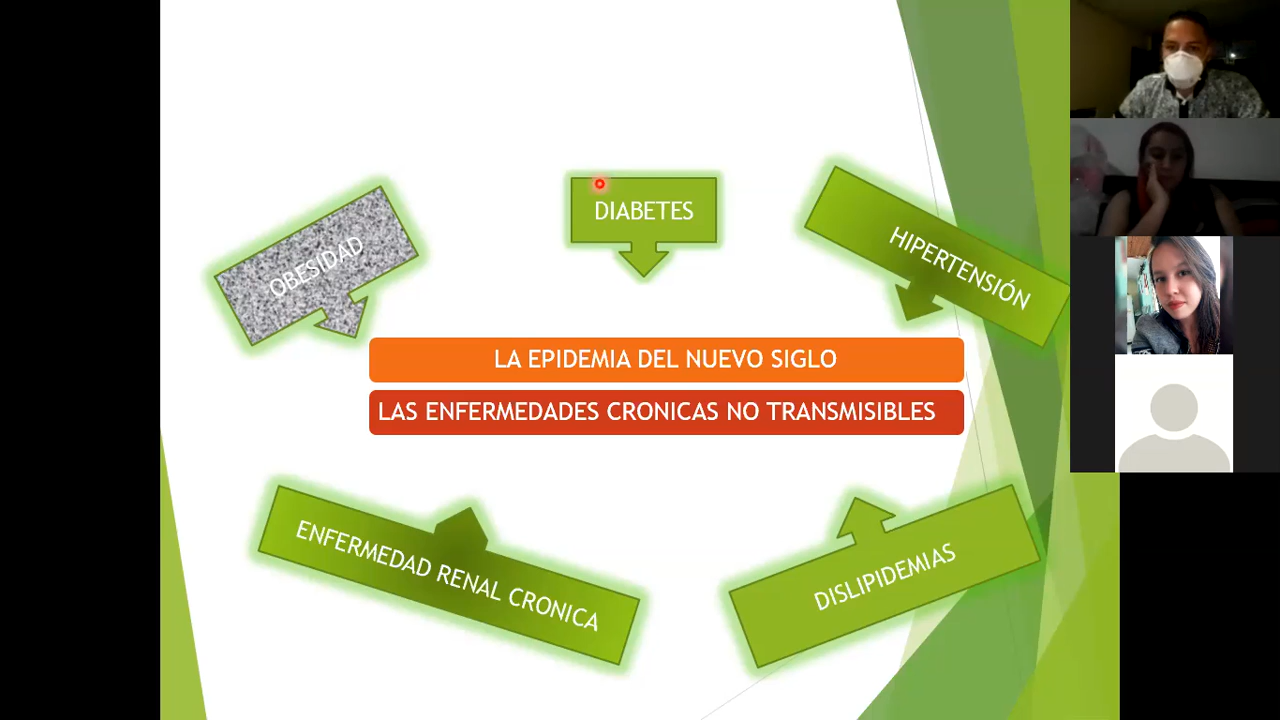 DIABETES
OBESIDAD
HIPERTENSIÓN
LA EPIDEMIA DEL NUEVO SIGLO
LAS ENFERMEDADES CRONICAS NO TRANSMISIBLES
ENFERMEDAD RENAL CRONICA
DISLIPIDEMIAS